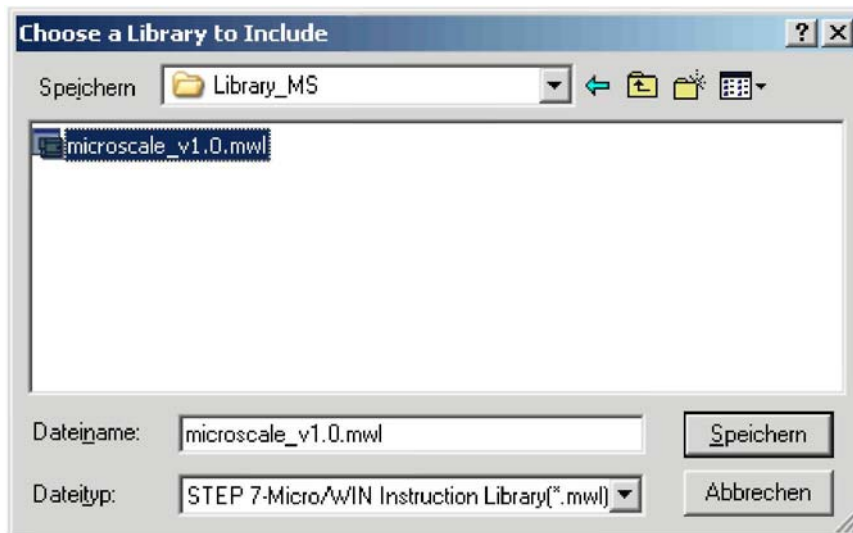 Choose a Library to Include
Speichern Library_MS
microscale_v1.0.mwl
Dateiname: microscale_v1.0.mwl Speichern
Dateityp: STEP 7-Micro/WIN Instruction Library(*.mwl) Abbrechen